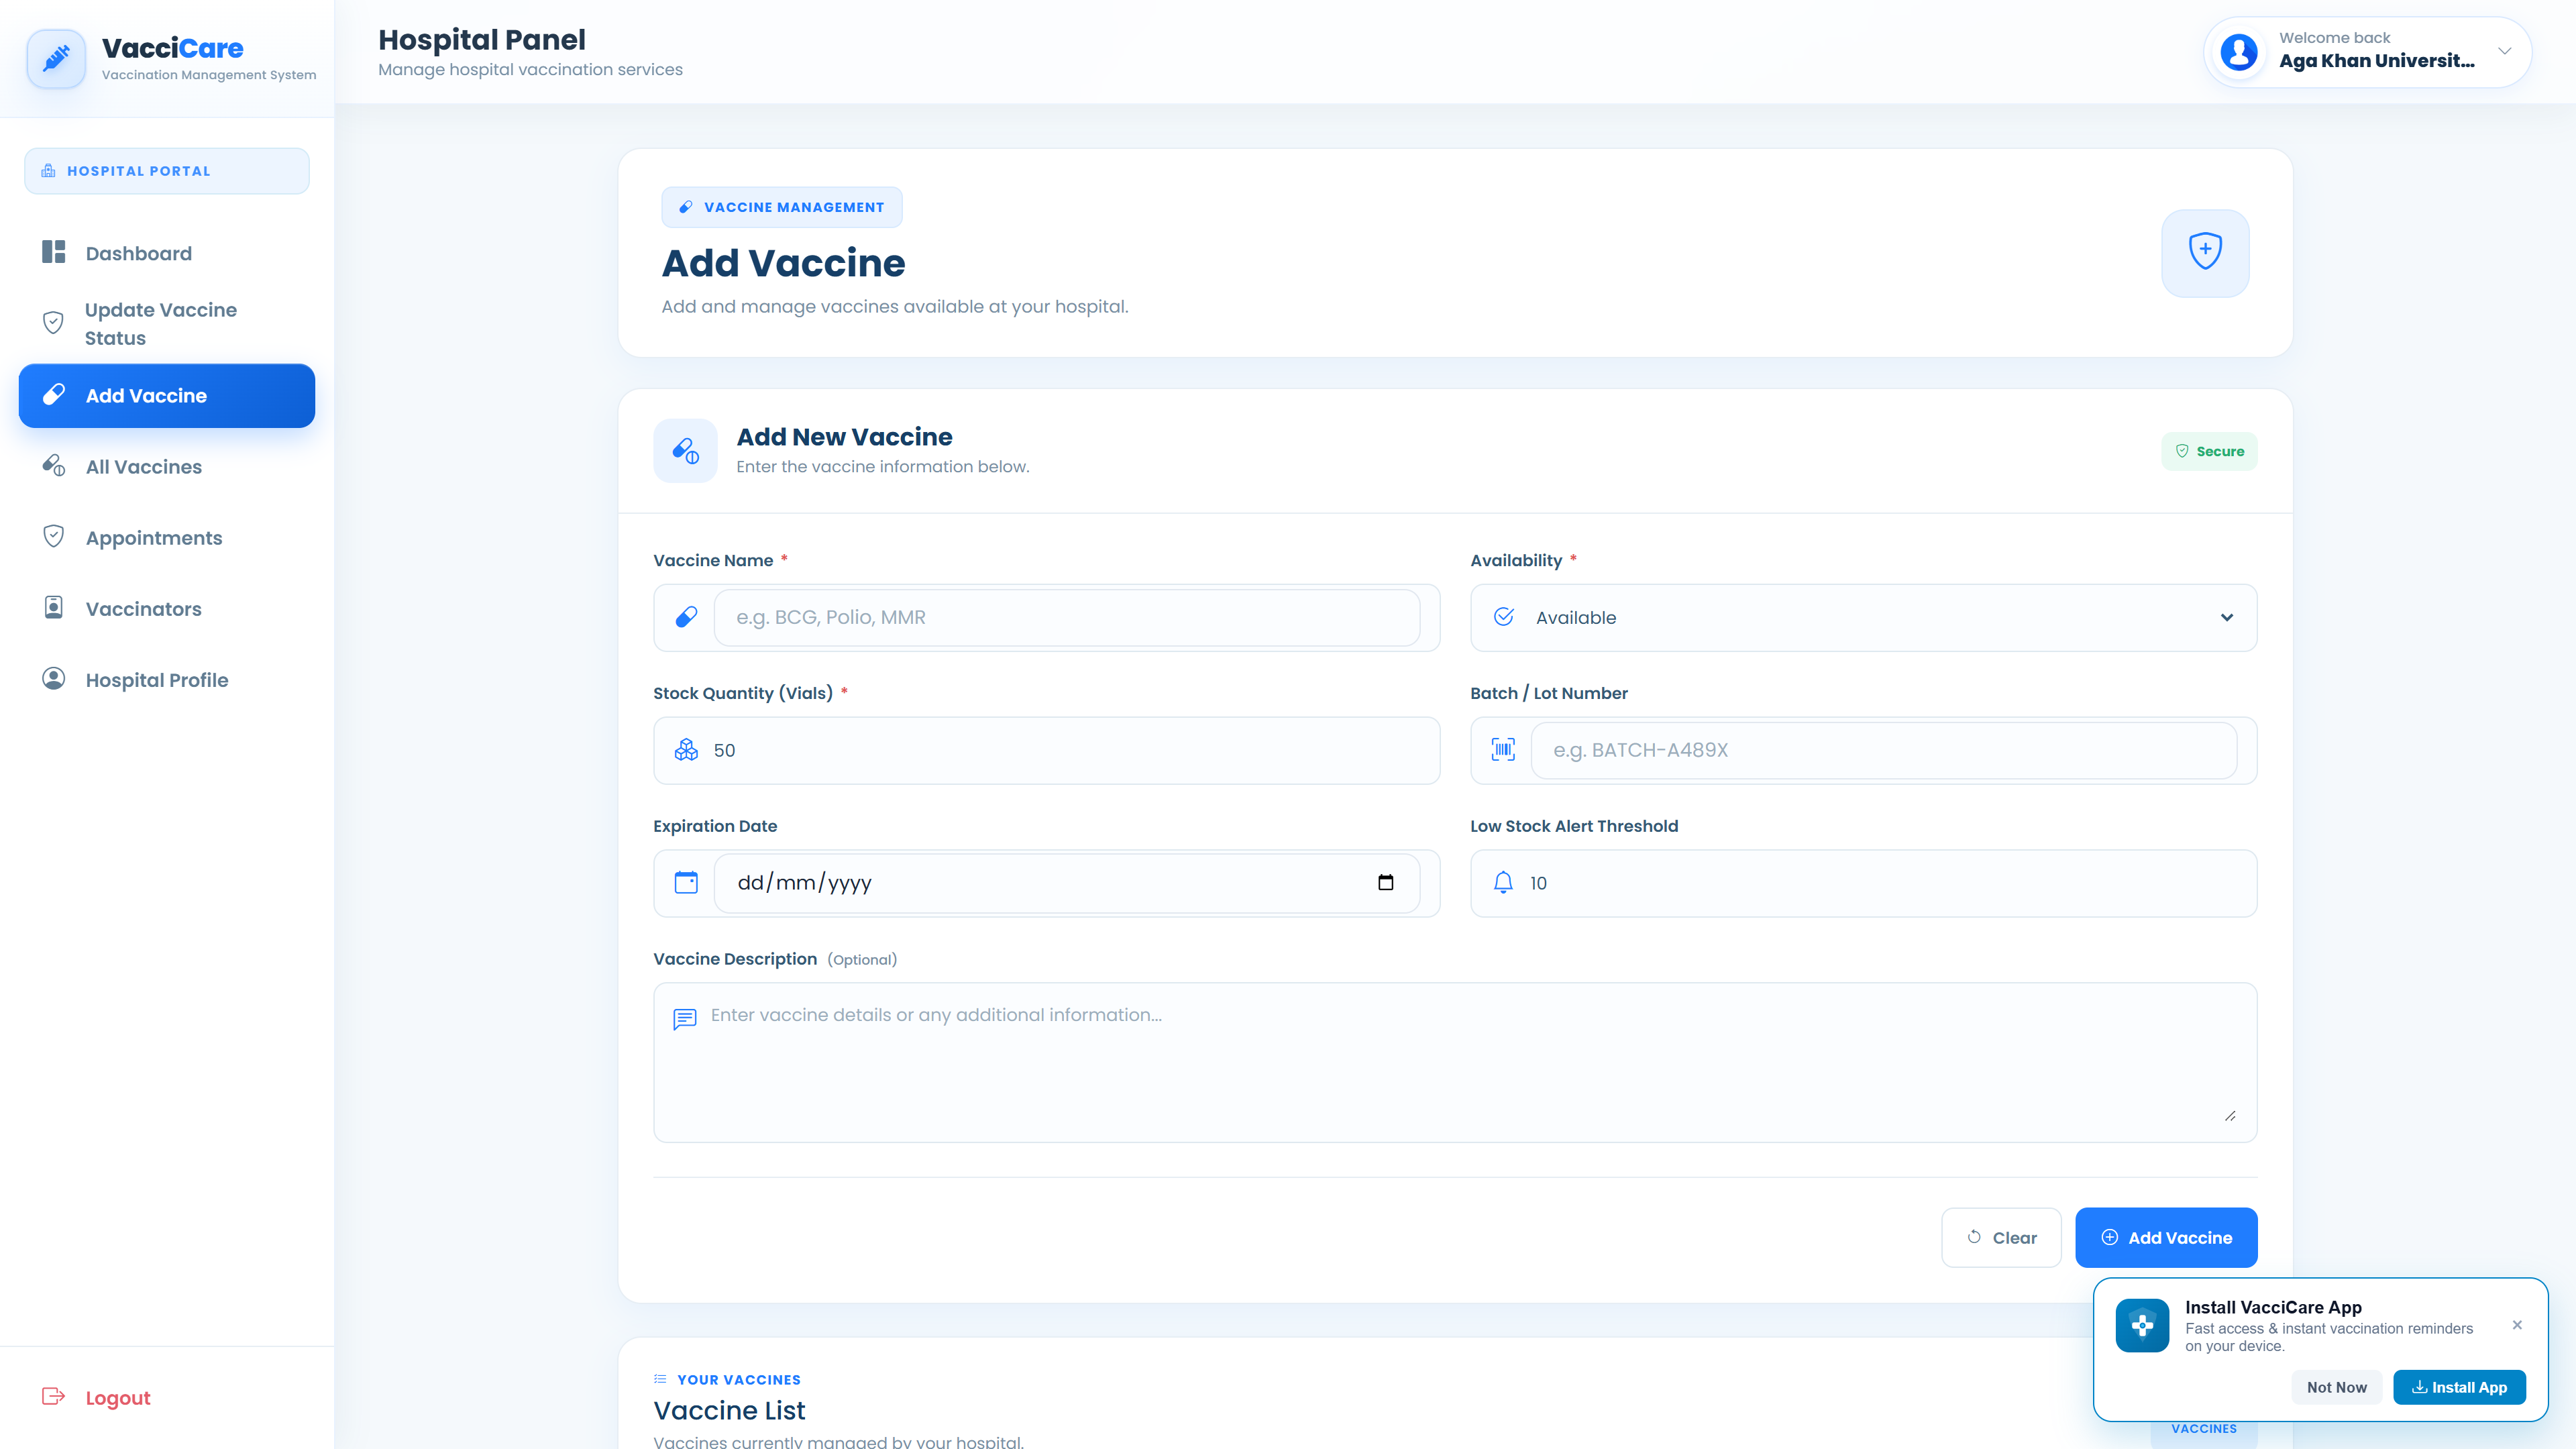 VacciCare
Vaccination Management System
HOSPITAL PORTAL
Dashboard
Update Vaccine
Status
Add Vaccine
All Vaccines
Appointments
Vaccinators
Hospital Profile
Logout
Hospital Panel
Manage hospital vaccination services
Welcome back
Aga Khan Universit...
VACCINE MANAGEMENT
Add Vaccine
Add and manage vaccines available at your hospital.
Add New Vaccine
Enter the vaccine information below.
Secure
Vaccine Name *
e.g. BCG, Polio, MMR
Availability *
Available
Stock Quantity (Vials) *
50
Batch / Lot Number
e.g. BATCH-A489X
Expiration Date
dd/mm/yyyy
Low Stock Alert Threshold
10
Vaccine Description (Optional)
Enter vaccine details or any additional information...
Clear
Add Vaccine
YOUR VACCINES
Vaccine List
Vaccines currently managed by your hospital.
VACCINES
Install VacciCare App
Fast access & instant vaccination reminders
on your device.
Not Now
Install App